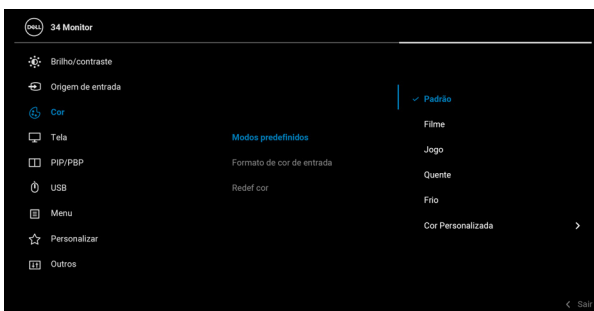 DELL
34 Monitor
Brilho/contraste
Origem de entrada
Cor
Tela
PIP/PBP
USB
Menu
Personalizar
Outros
Modos predefinidos
Formato de cor de entrada
Redef cor
Padrão
Filme
Jogo
Quente
Frio
Cor Personalizada
Sair